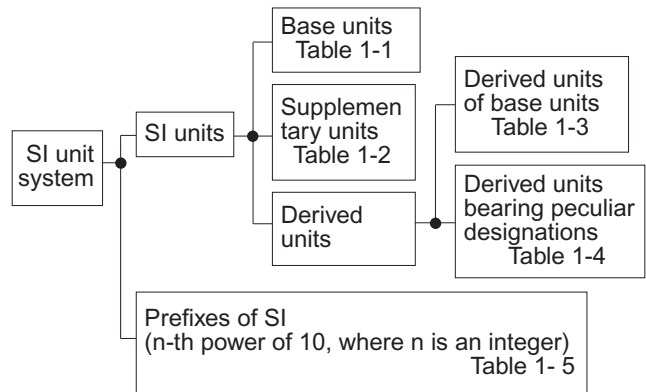 SI unit
system
SI units
Base units
Table 1-1
Supplemen
tary units
Table 1-2
Derived
units
Derived units
of base units
Table 1-3
Derived units
bearing peculiar
designations
Table 1-4
Prefixes of SI
(n-th power of 10, where n is an integer)
Table 1- 5